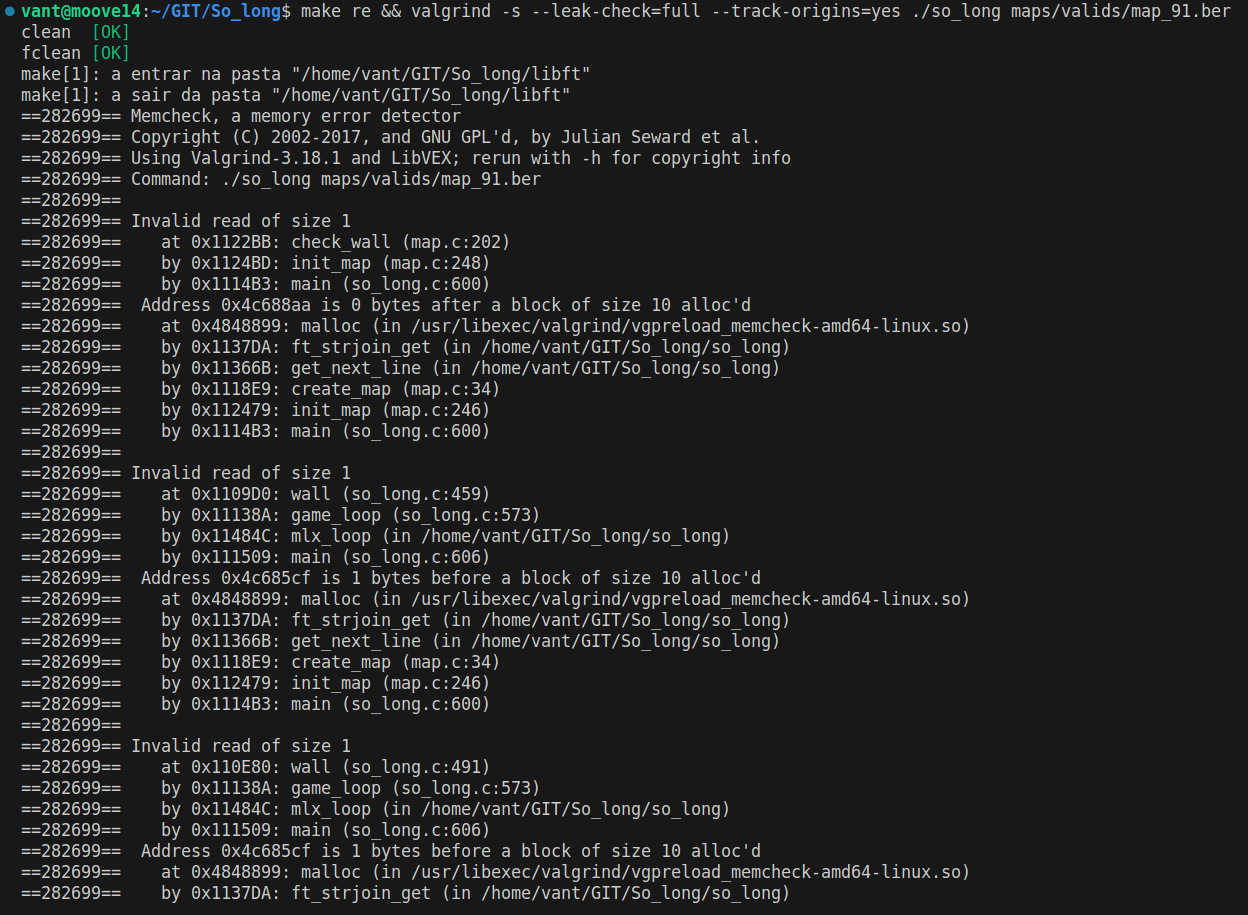 vant@moove14:~/GIT/So_long$ make re && valgrind -s --leak-check=full --track-origins=yes ./so_long maps/valids/map_91.ber
clean  [OK]
fclean [OK]
make[1]: a entrar na pasta "/home/vant/GIT/So_long/libft"
make[1]: a sair da pasta "/home/vant/GIT/So_long/libft"
==282699== Memcheck, a memory error detector
==282699== Copyright (C) 2002-2017, and GNU GPL'd, by Julian Seward et al.
==282699== Using Valgrind-3.18.1 and LibVEX; rerun with -h for copyright info
==282699== Command: ./so_long maps/valids/map_91.ber
==282699==
==282699== Invalid read of size 1
==282699==    at 0x1122BB: check_wall (map.c:202)
==282699==    by 0x1124BD: init_map (map.c:248)
==282699==    by 0x1114B3: main (so_long.c:600)
==282699==  Address 0x4c688aa is 0 bytes after a block of size 10 alloc'd
==282699==    at 0x4848899: malloc (in /usr/libexec/valgrind/vgpreload_memcheck-amd64-linux.so)
==282699==    by 0x1137DA: ft_strjoin_get (in /home/vant/GIT/So_long/so_long)
==282699==    by 0x11366B: get_next_line (in /home/vant/GIT/So_long/so_long)
==282699==    by 0x1118E9: create_map (map.c:34)
==282699==    by 0x112479: init_map (map.c:246)
==282699==    by 0x1114B3: main (so_long.c:600)
==282699==
==282699== Invalid read of size 1
==282699==    at 0x1109D0: wall (so_long.c:459)
==282699==    by 0x11138A: game_loop (so_long.c:573)
==282699==    by 0x11484C: mlx_loop (in /home/vant/GIT/So_long/so_long)
==282699==    by 0x111509: main (so_long.c:606)
==282699==  Address 0x4c685cf is 1 bytes before a block of size 10 alloc'd
==282699==    at 0x4848899: malloc (in /usr/libexec/valgrind/vgpreload_memcheck-amd64-linux.so)
==282699==    by 0x1137DA: ft_strjoin_get (in /home/vant/GIT/So_long/so_long)
==282699==    by 0x11366B: get_next_line (in /home/vant/GIT/So_long/so_long)
==282699==    by 0x1118E9: create_map (map.c:34)
==282699==    by 0x112479: init_map (map.c:246)
==282699==    by 0x1114B3: main (so_long.c:600)
==282699==
==282699== Invalid read of size 1
==282699==    at 0x110E80: wall (so_long.c:491)
==282699==    by 0x11138A: game_loop (so_long.c:573)
==282699==    by 0x11484C: mlx_loop (in /home/vant/GIT/So_long/so_long)
==282699==    by 0x111509: main (so_long.c:606)
==282699==  Address 0x4c685cf is 1 bytes before a block of size 10 alloc'd
==282699==    at 0x4848899: malloc (in /usr/libexec/valgrind/vgpreload_memcheck-amd64-linux.so)
==282699==    by 0x1137DA: ft_strjoin_get (in /home/vant/GIT/So_long/so_long)